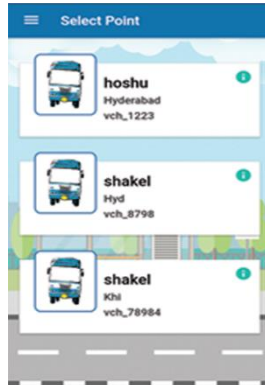 Select Point
hoshu
Hyderabad
vch_1223
shakel
Hyd
vch_8798
shakel
Khi
vch_78984